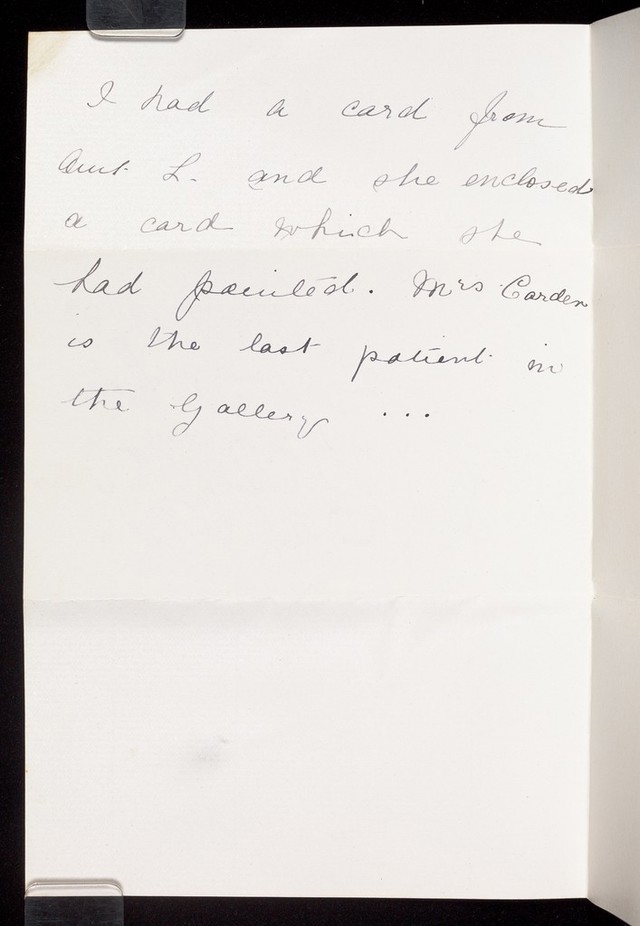 I had a card from
Aunt L. and she enclosed
a card which she
had painted. Mrs Carden
is the last patient in
the Gallery ...